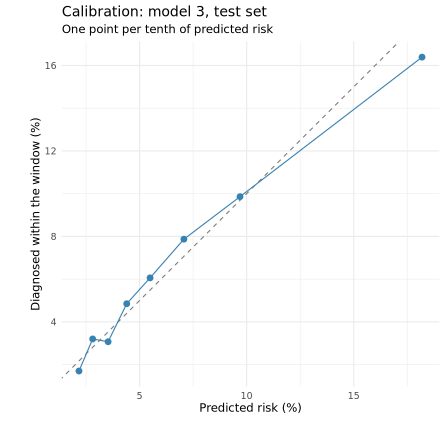 Calibration: model 3, test set
One point per tenth of predicted risk
Diagnosed within the window (%)
16
12
8
4
5
10
15
Predicted risk (%)